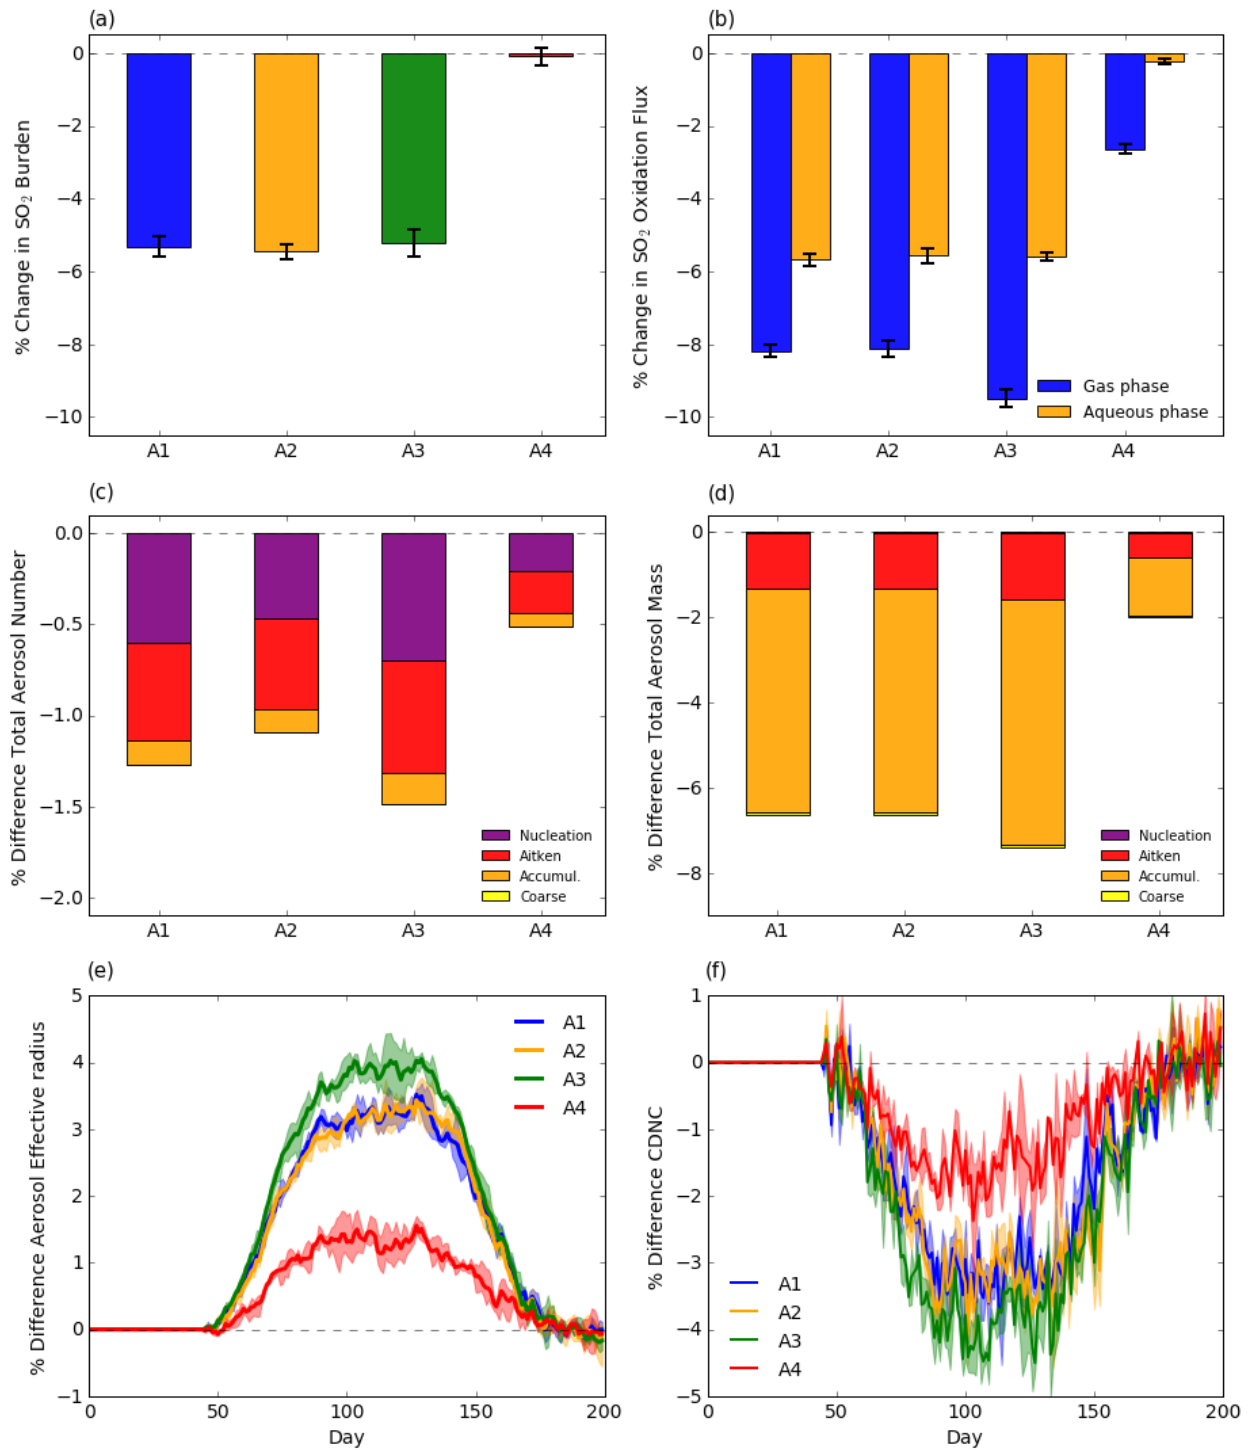 (a)
% Change in SO₂ Burden
0
−2
−4
−6
−8
−10
A1 A2 A3 A4
(b)
% Change in SO₂ Oxidation Flux
0
−2
−4
−6
−8
−10
Gas phase
Aqueous phase
A1 A2 A3 A4
(c)
% Difference Total Aerosol Number
0.0
−0.5
−1.0
−1.5
−2.0
Nucleation
Aitken
Accumul.
Coarse
A1 A2 A3 A4
(d)
% Difference Total Aerosol Mass
0
−2
−4
−6
−8
Nucleation
Aitken
Accumul.
Coarse
A1 A2 A3 A4
(e)
% Difference Aerosol Effective radius
5
4
3
2
1
0
−1
A1
A2
A3
A4
0 50 100 150 200
Day
(f)
% Difference CDNC
1
0
−1
−2
−3
−4
−5
A1
A2
A3
A4
0 50 100 150 200
Day